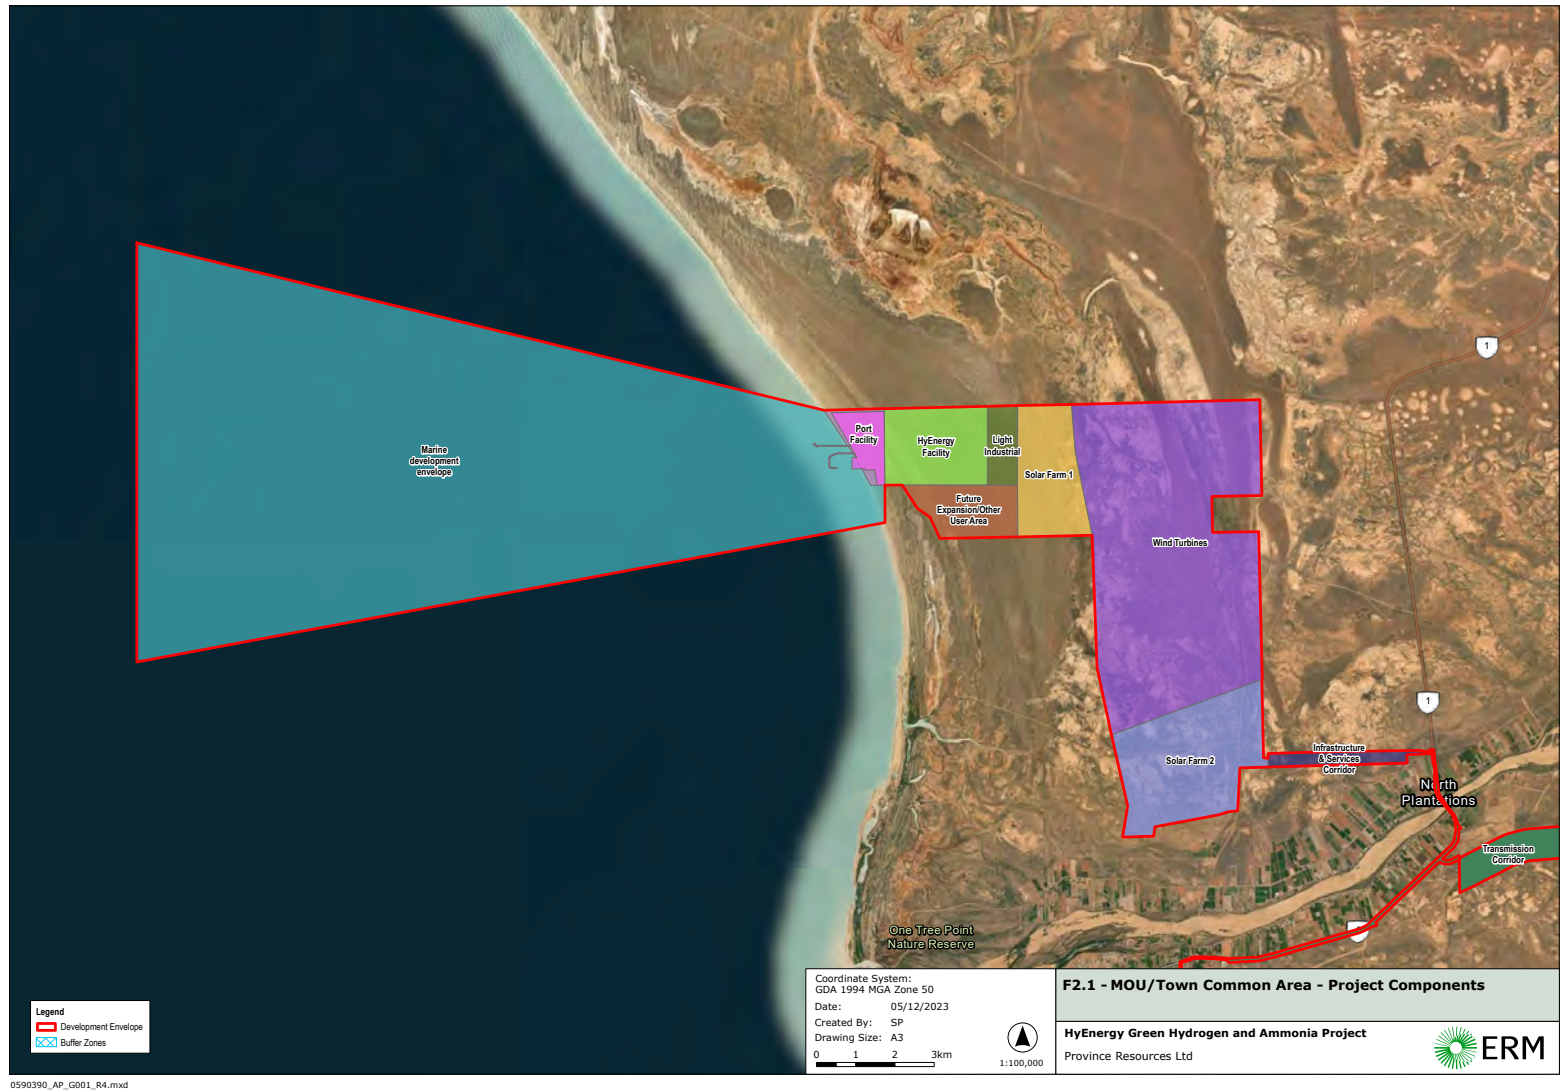 1
Port
Facility
HyEnergy
Facility
Light
Industrial
Marine
development
envelope
Solar Farm 1
Future
Expansion/Other
User Area
Wind Turbines
1
Infrastructure
& Services
Corridor
Solar Farm 2
North
Plantations
Transmission
Corridor
One Tree Point
Nature Reserve
Legend
Development Envelope
Buffer Zones
Coordinate System:
GDA 1994 MGA Zone 50
Date: 05/12/2023
Created By: SP
Drawing Size: A3
0 1 2 3km
1:100,000
F2.1 - MOU/Town Common Area - Project Components
HyEnergy Green Hydrogen and Ammonia Project
Province Resources Ltd
ERM
0590390_AP_G001_R4.mxd